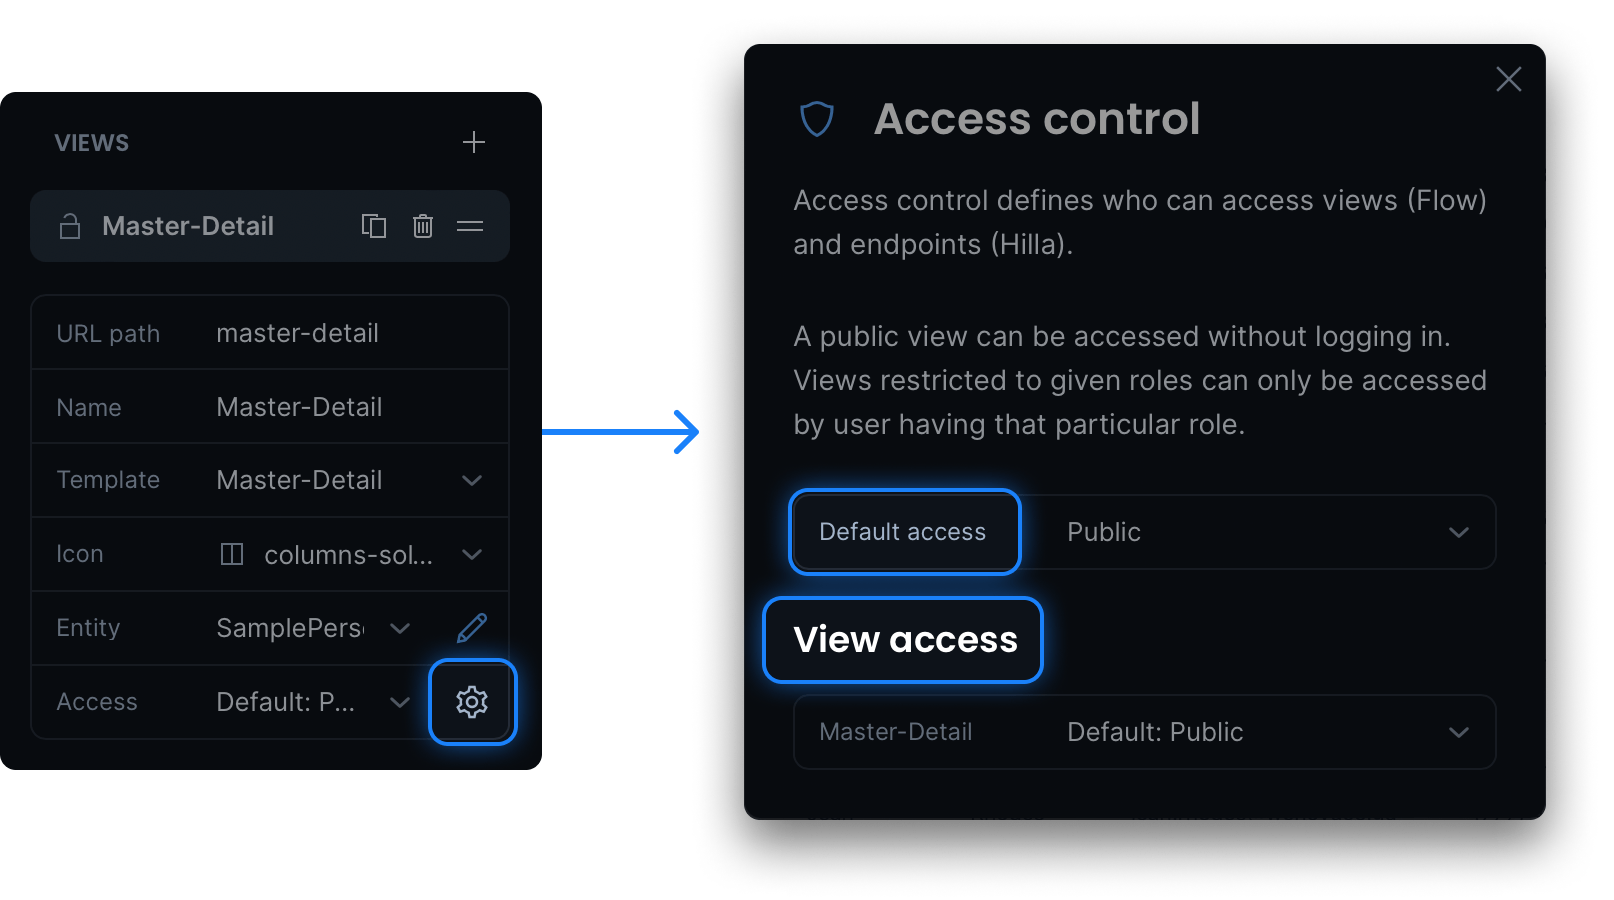 VIEWS
Master-Detail
URL path master-detail
Name Master-Detail
Template Master-Detail
Icon columns-sol...
Entity SamplePers
Access Default: P...
Access control
Access control defines who can access views (Flow)
and endpoints (Hilla).
A public view can be accessed without logging in.
Views restricted to given roles can only be accessed
by user having that particular role.
Default access Public
View access
Master-Detail Default: Public